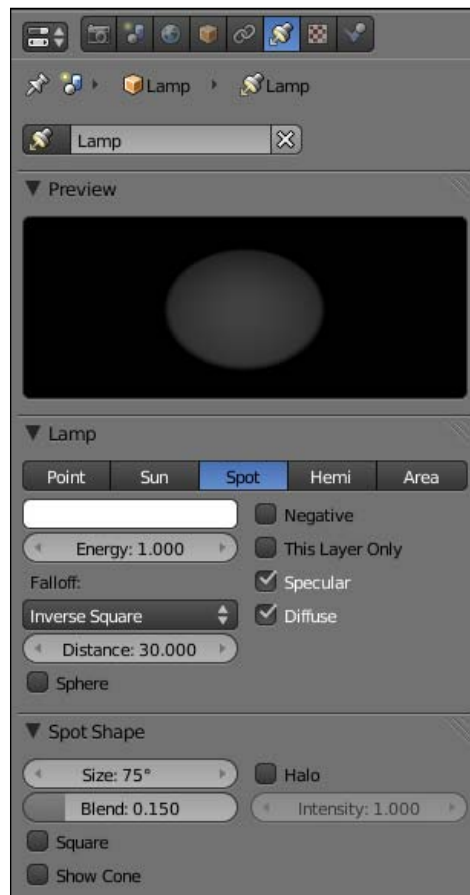 Lamp Lamp
Lamp
Preview
Lamp
Point Sun Spot Hemi Area
Negative
Energy: 1.000 This Layer Only
Falloff: Specular
Inverse Square Diffuse
Distance: 30.000
Sphere
Spot Shape
Size: 75° Halo
Blend: 0.150 Intensity: 1.000
Square
Show Cone